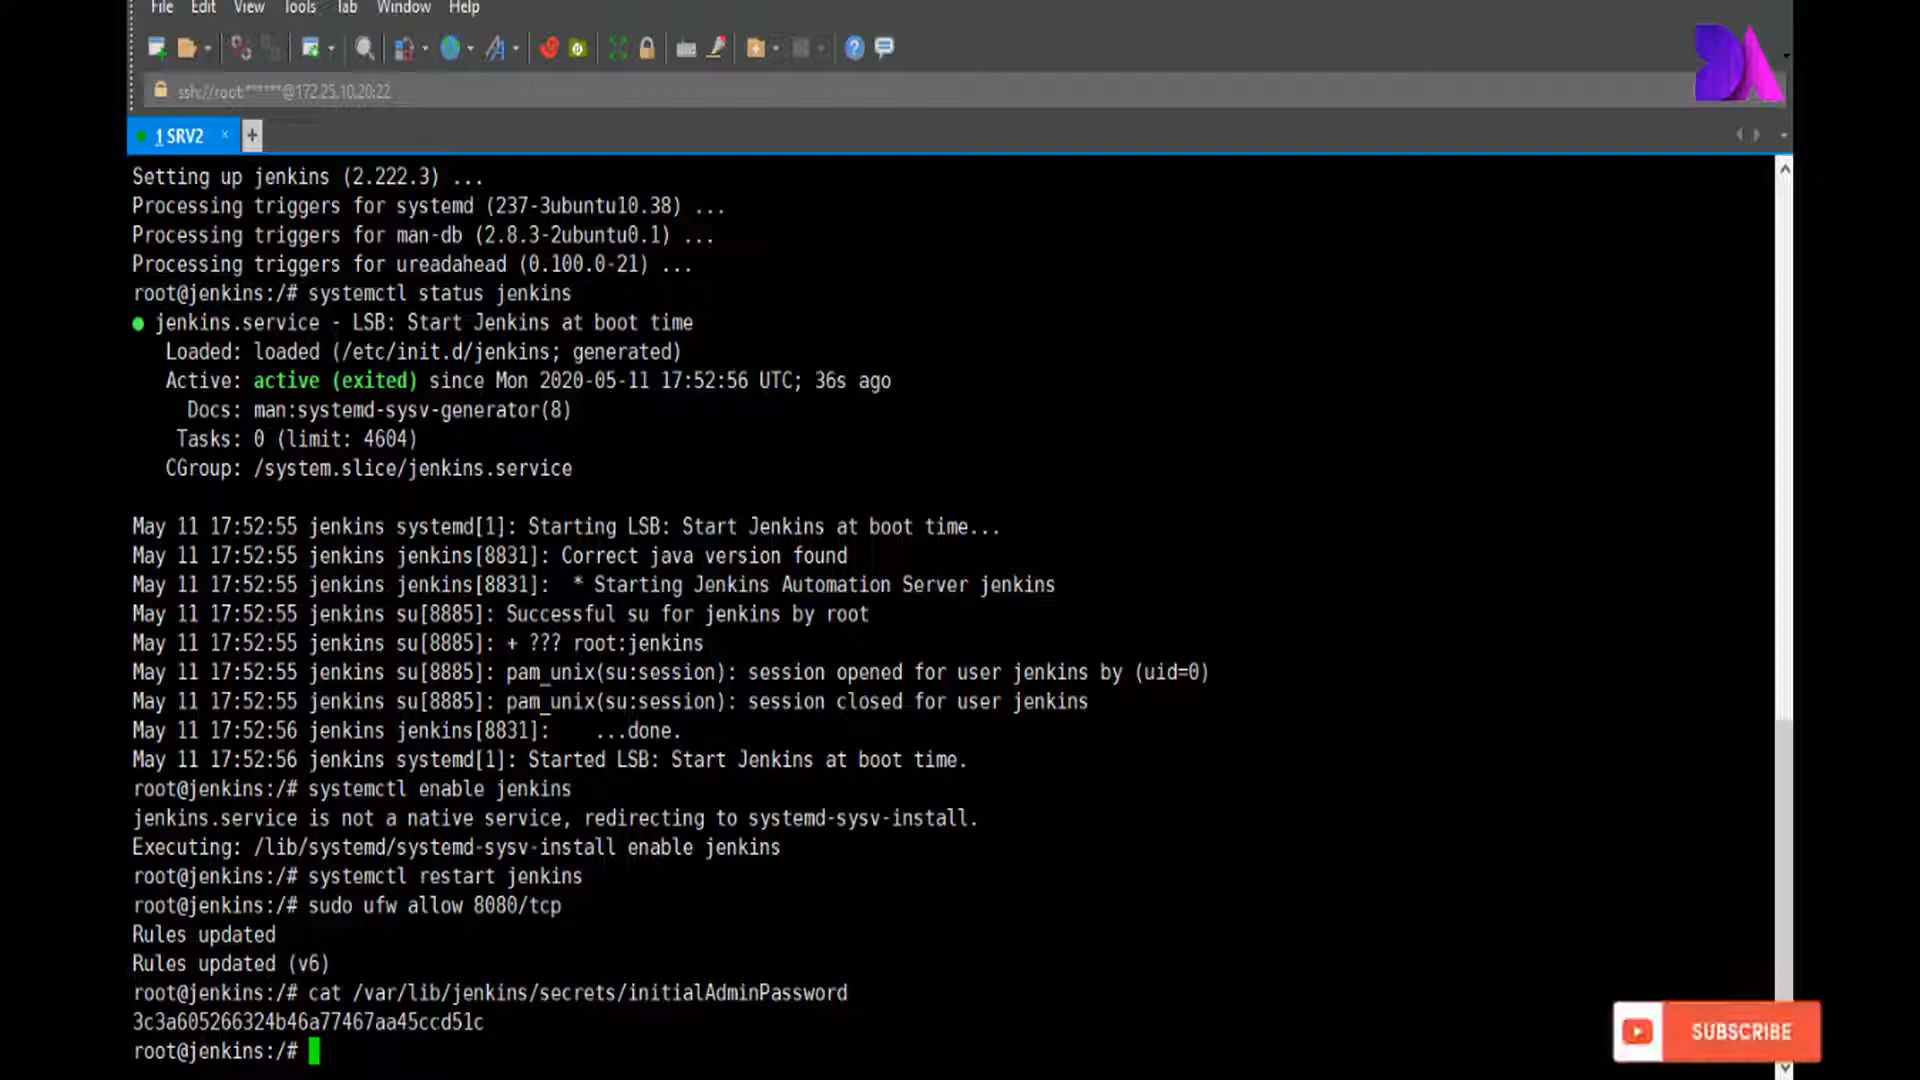 File Edit View Tools Tab Window Help
ssh://root:******@172.25.10.20:22
1 SRV2 × +
Setting up jenkins (2.222.3) ...
Processing triggers for systemd (237-3ubuntu10.38) ...
Processing triggers for man-db (2.8.3-2ubuntu0.1) ...
Processing triggers for ureadahead (0.100.0-21) ...
root@jenkins:/# systemctl status jenkins
● jenkins.service - LSB: Start Jenkins at boot time
Loaded: loaded (/etc/init.d/jenkins; generated)
Active: active (exited) since Mon 2020-05-11 17:52:56 UTC; 36s ago
Docs: man:systemd-sysv-generator(8)
Tasks: 0 (limit: 4604)
CGroup: /system.slice/jenkins.service
May 11 17:52:55 jenkins systemd[1]: Starting LSB: Start Jenkins at boot time...
May 11 17:52:55 jenkins jenkins[8831]: Correct java version found
May 11 17:52:55 jenkins jenkins[8831]:  * Starting Jenkins Automation Server jenkins
May 11 17:52:55 jenkins su[8885]: Successful su for jenkins by root
May 11 17:52:55 jenkins su[8885]: + ??? root:jenkins
May 11 17:52:55 jenkins su[8885]: pam_unix(su:session): session opened for user jenkins by (uid=0)
May 11 17:52:55 jenkins su[8885]: pam_unix(su:session): session closed for user jenkins
May 11 17:52:56 jenkins jenkins[8831]:    ...done.
May 11 17:52:56 jenkins systemd[1]: Started LSB: Start Jenkins at boot time.
root@jenkins:/# systemctl enable jenkins
jenkins.service is not a native service, redirecting to systemd-sysv-install.
Executing: /lib/systemd/systemd-sysv-install enable jenkins
root@jenkins:/# systemctl restart jenkins
root@jenkins:/# sudo ufw allow 8080/tcp
Rules updated
Rules updated (v6)
root@jenkins:/# cat /var/lib/jenkins/secrets/initialAdminPassword
3c3a605266324b46a77467aa45ccd51c
root@jenkins:/#
SUBSCRIBE